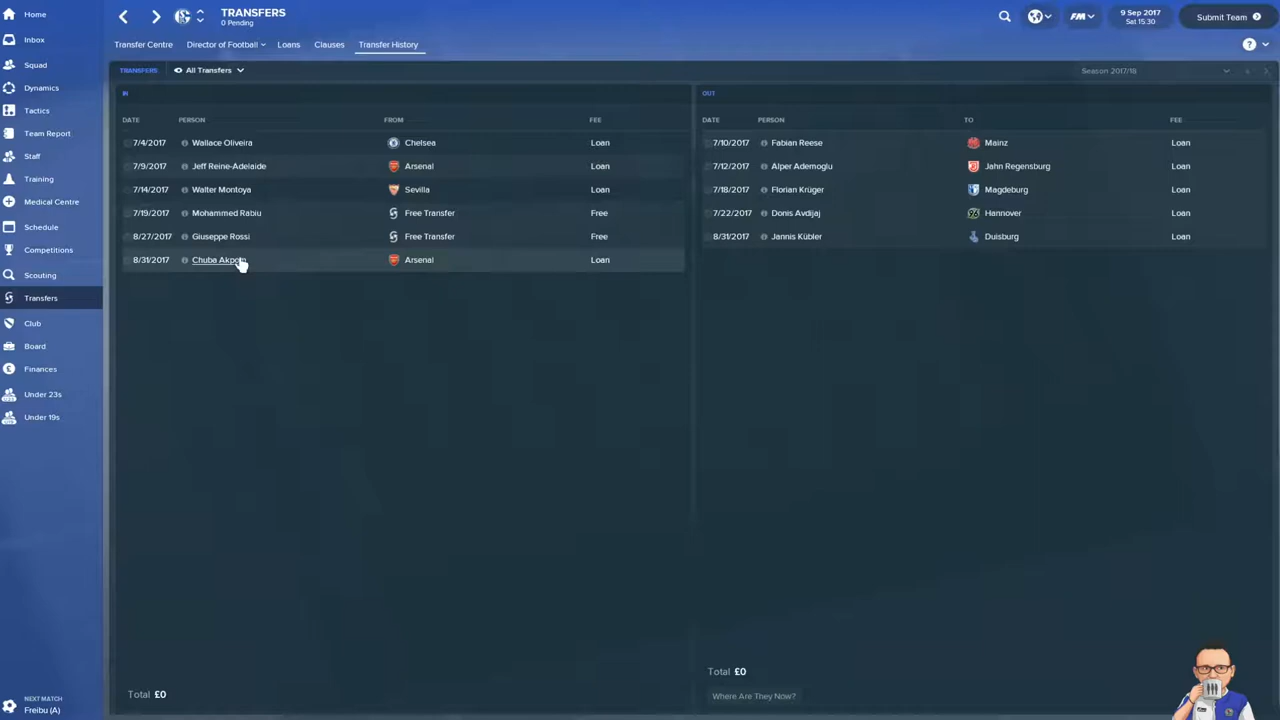 Home
Inbox
Squad
Dynamics
Tactics
Team Report
Staff
Training
Medical Centre
Schedule
Competitions
Scouting
Transfers
Club
Board
Finances
Under 23s
Under 19s
NEXT MATCH
Freibu (A)
TRANSFERS
0 Pending
FM
9 Sep 2017
Sat 15:30
Submit Team
Transfer Centre Director of Football Loans Clauses Transfer History
?
TRANSFERS All Transfers Season 2017/18
IN
DATE PERSON FROM FEE
7/4/2017 Wallace Oliveira Chelsea Loan
7/9/2017 Jeff Reine-Adelaide Arsenal Loan
7/14/2017 Walter Montoya Sevilla Loan
7/19/2017 Mohammed Rabiu Free Transfer Free
8/27/2017 Giuseppe Rossi Free Transfer Free
8/31/2017 Chuba Arsenal Loan
Total £0
OUT
DATE PERSON TO FEE
7/10/2017 Fabian Reese Mainz Loan
7/12/2017 Alper Ademoglu Jahn Regensburg Loan
7/18/2017 Florian Krüger Magdeburg Loan
7/22/2017 Donis Avdijaj Hannover Loan
8/31/2017 Jannis Kübler Duisburg Loan
Total £0
Where Are They Now?